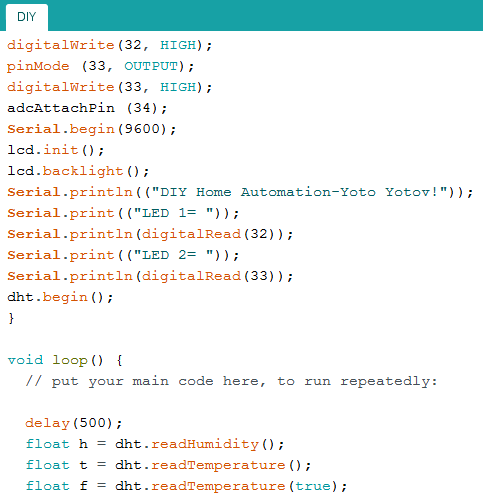 DIY
digitalWrite(32, HIGH);
pinMode (33, OUTPUT);
digitalWrite(33, HIGH);
adcAttachPin (34);
Serial.begin(9600);
lcd.init();
lcd.backlight();
Serial.println(("DIY Home Automation-Yoto Yotov!"));
Serial.print(("LED 1= "));
Serial.println(digitalRead(32));
Serial.print(("LED 2= "));
Serial.println(digitalRead(33));
dht.begin();
}

void loop() {
  // put your main code here, to run repeatedly:

  delay(500);
  float h = dht.readHumidity();
  float t = dht.readTemperature();
  float f = dht.readTemperature(true);